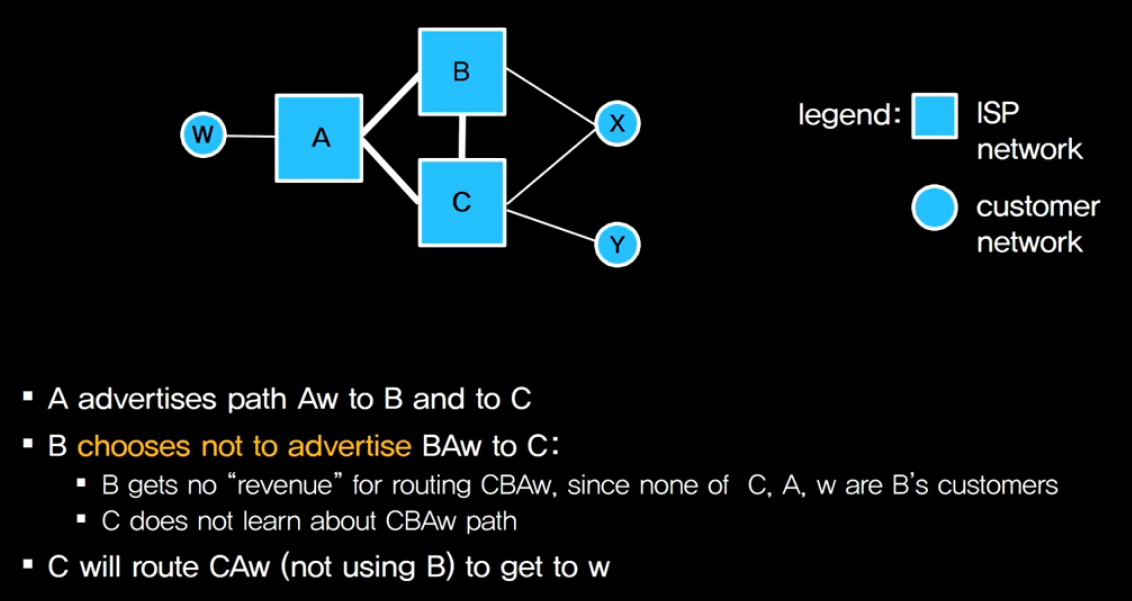 B
W
A
X
C
Y
legend:
ISP
network
customer
network
▪ A advertises path Aw to B and to C
▪ B chooses not to advertise BAw to C:
▪ B gets no “revenue” for routing CBAw, since none of C, A, w are B’s customers
▪ C does not learn about CBAw path
▪ C will route CAw (not using B) to get to w